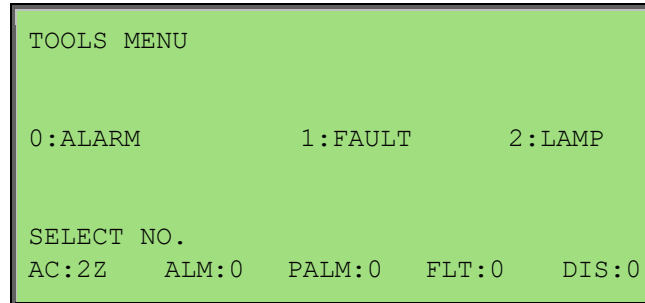 TOOLS MENU
0:ALARM 1:FAULT 2:LAMP
SELECT NO.
AC:2Z ALM:0 PALM:0 FLT:0 DIS:0